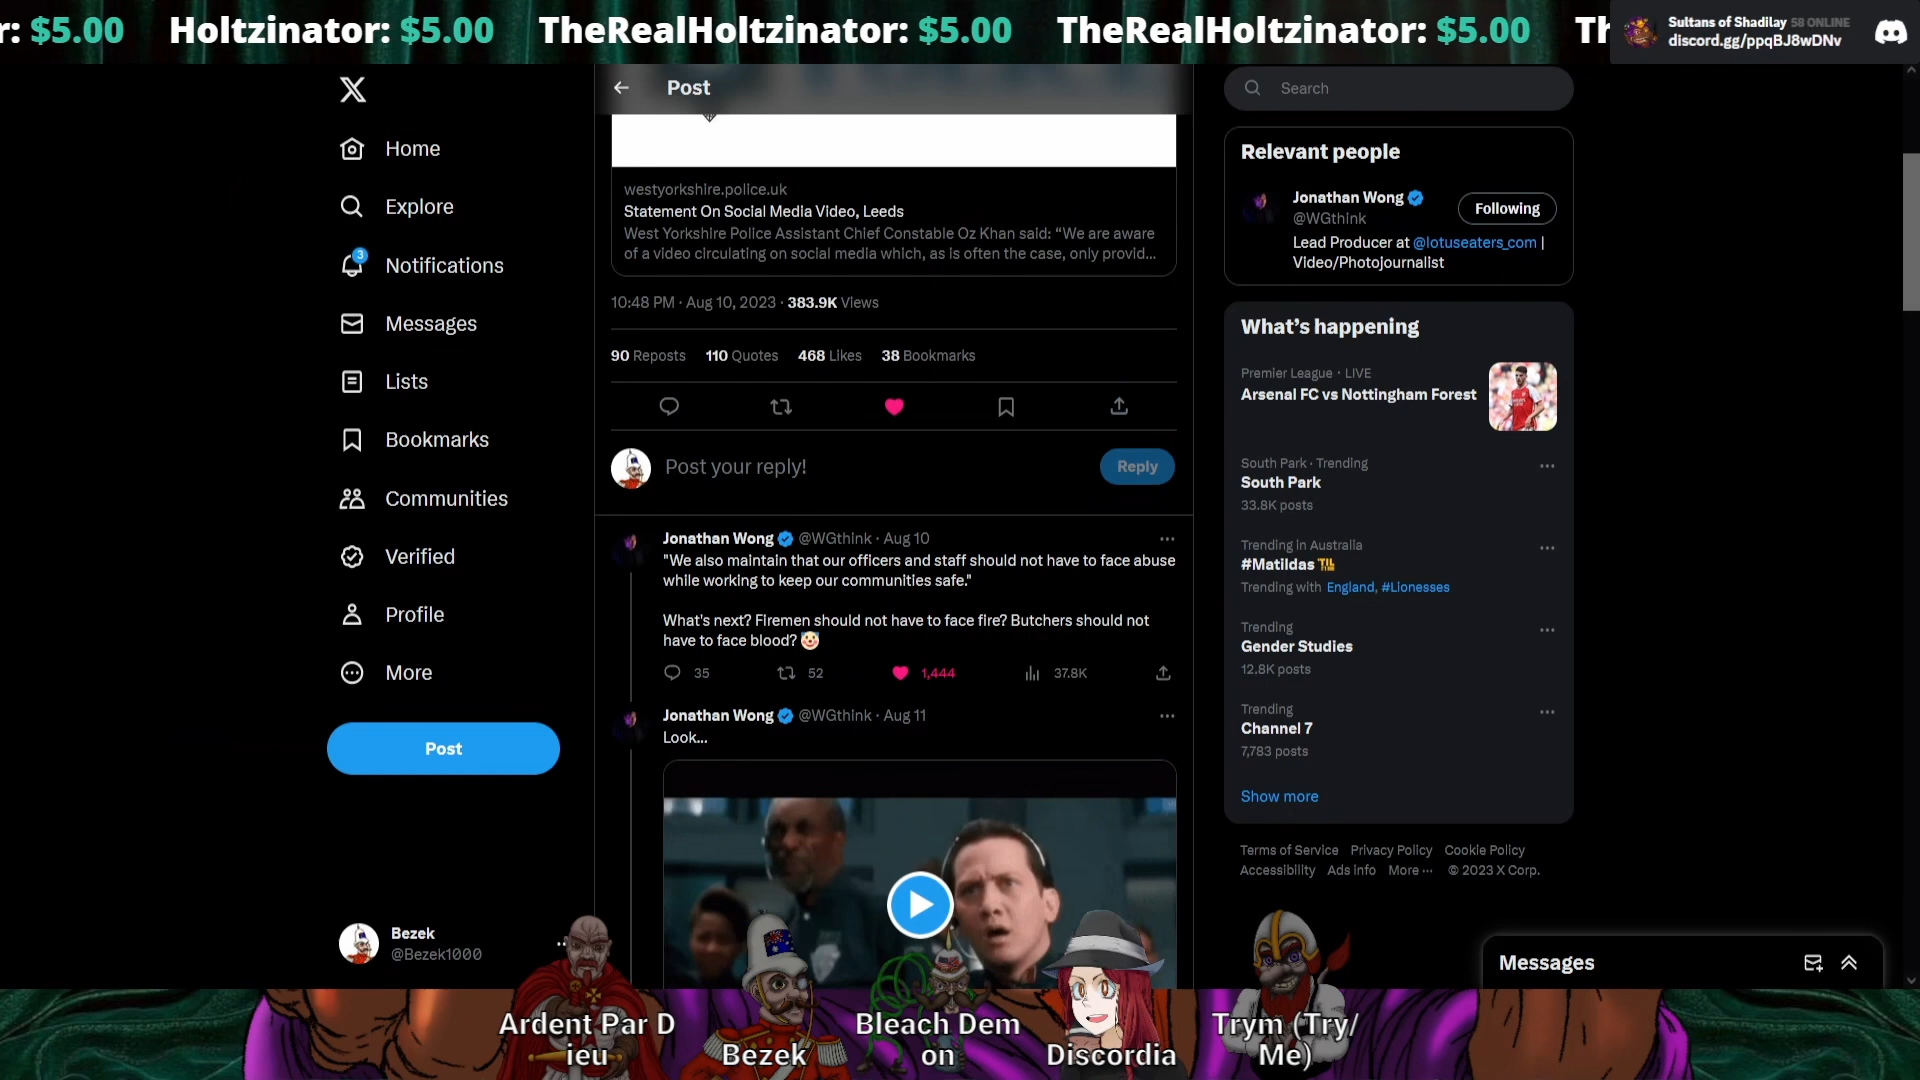 r: $5.00 Holtzinator: $5.00 TheRealHoltzinator: $5.00 TheRealHoltzinator: $5.00 Th
Sultans of Shadilay 58 ONLINE
discord.gg/ppqBJ8wDNv
Home
Explore
3
Notifications
Messages
Lists
Bookmarks
Communities
Verified
Profile
More
Post
Bezek
@Bezek1000
Post
westyorkshire.police.uk
Statement On Social Media Video, Leeds
West Yorkshire Police Assistant Chief Constable Oz Khan said: “We are aware
of a video circulating on social media which, as is often the case, only provid...
10:48 PM · Aug 10, 2023 · 383.9K Views
90 Reposts 110 Quotes 468 Likes 38 Bookmarks
Post your reply!
Reply
Jonathan Wong @WGthink · Aug 10
"We also maintain that our officers and staff should not have to face abuse
while working to keep our communities safe."
What's next? Firemen should not have to face fire? Butchers should not
have to face blood? 🤡
35 52 1,444 37.8K
Jonathan Wong @WGthink · Aug 11
Look...
Search
Relevant people
Jonathan Wong
@WGthink
Following
Lead Producer at @lotuseaters_com |
Video/Photojournalist
What’s happening
Premier League · LIVE
Arsenal FC vs Nottingham Forest
South Park · Trending
South Park
33.8K posts
Trending in Australia
#Matildas
Trending with England, #Lionesses
Trending
Gender Studies
12.8K posts
Trending
Channel 7
7,783 posts
Show more
Terms of Service Privacy Policy Cookie Policy
Accessibility Ads info More ··· © 2023 X Corp.
Messages
Ardent Par D
ieu
Bezek
Bleach Dem
on
Discordia
Trym (Try/
Me)